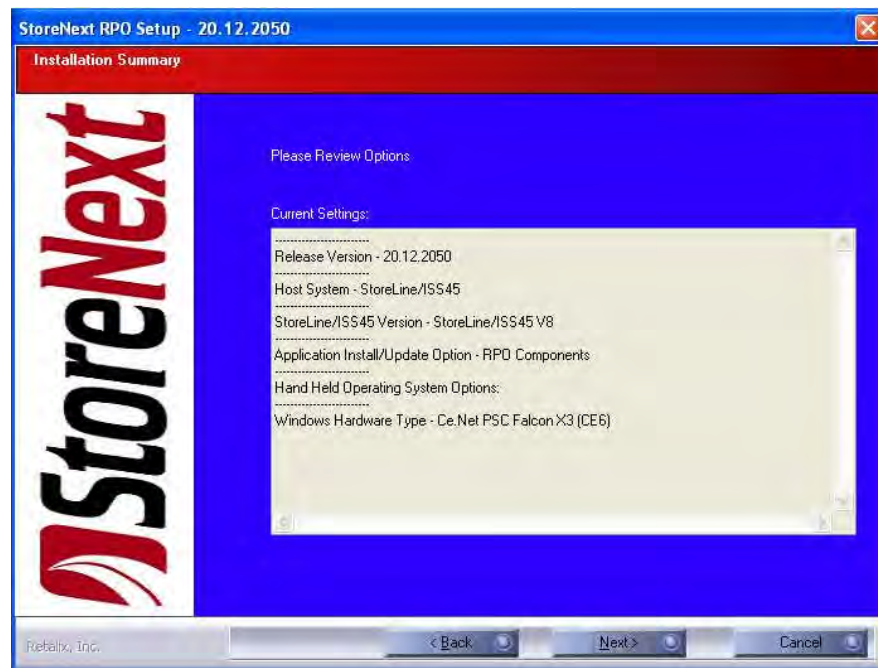 StoreNext RPO Setup - 20.12.2050
Installation Summary
StoreNext
Please Review Options
Current Settings:
-------------------------
Release Version - 20.12.2050
-------------------------
Host System - StoreLine/ISS45
-------------------------
StoreLine/ISS45 Version - StoreLine/ISS45 V8
-------------------------
Application Install/Update Option - RPO Components
-------------------------
Hand Held Operating System Options:
-------------------------
Windows Hardware Type - Ce.Net PSC Falcon X3 (CE6)
Retalix, Inc.
< Back
Next >
Cancel